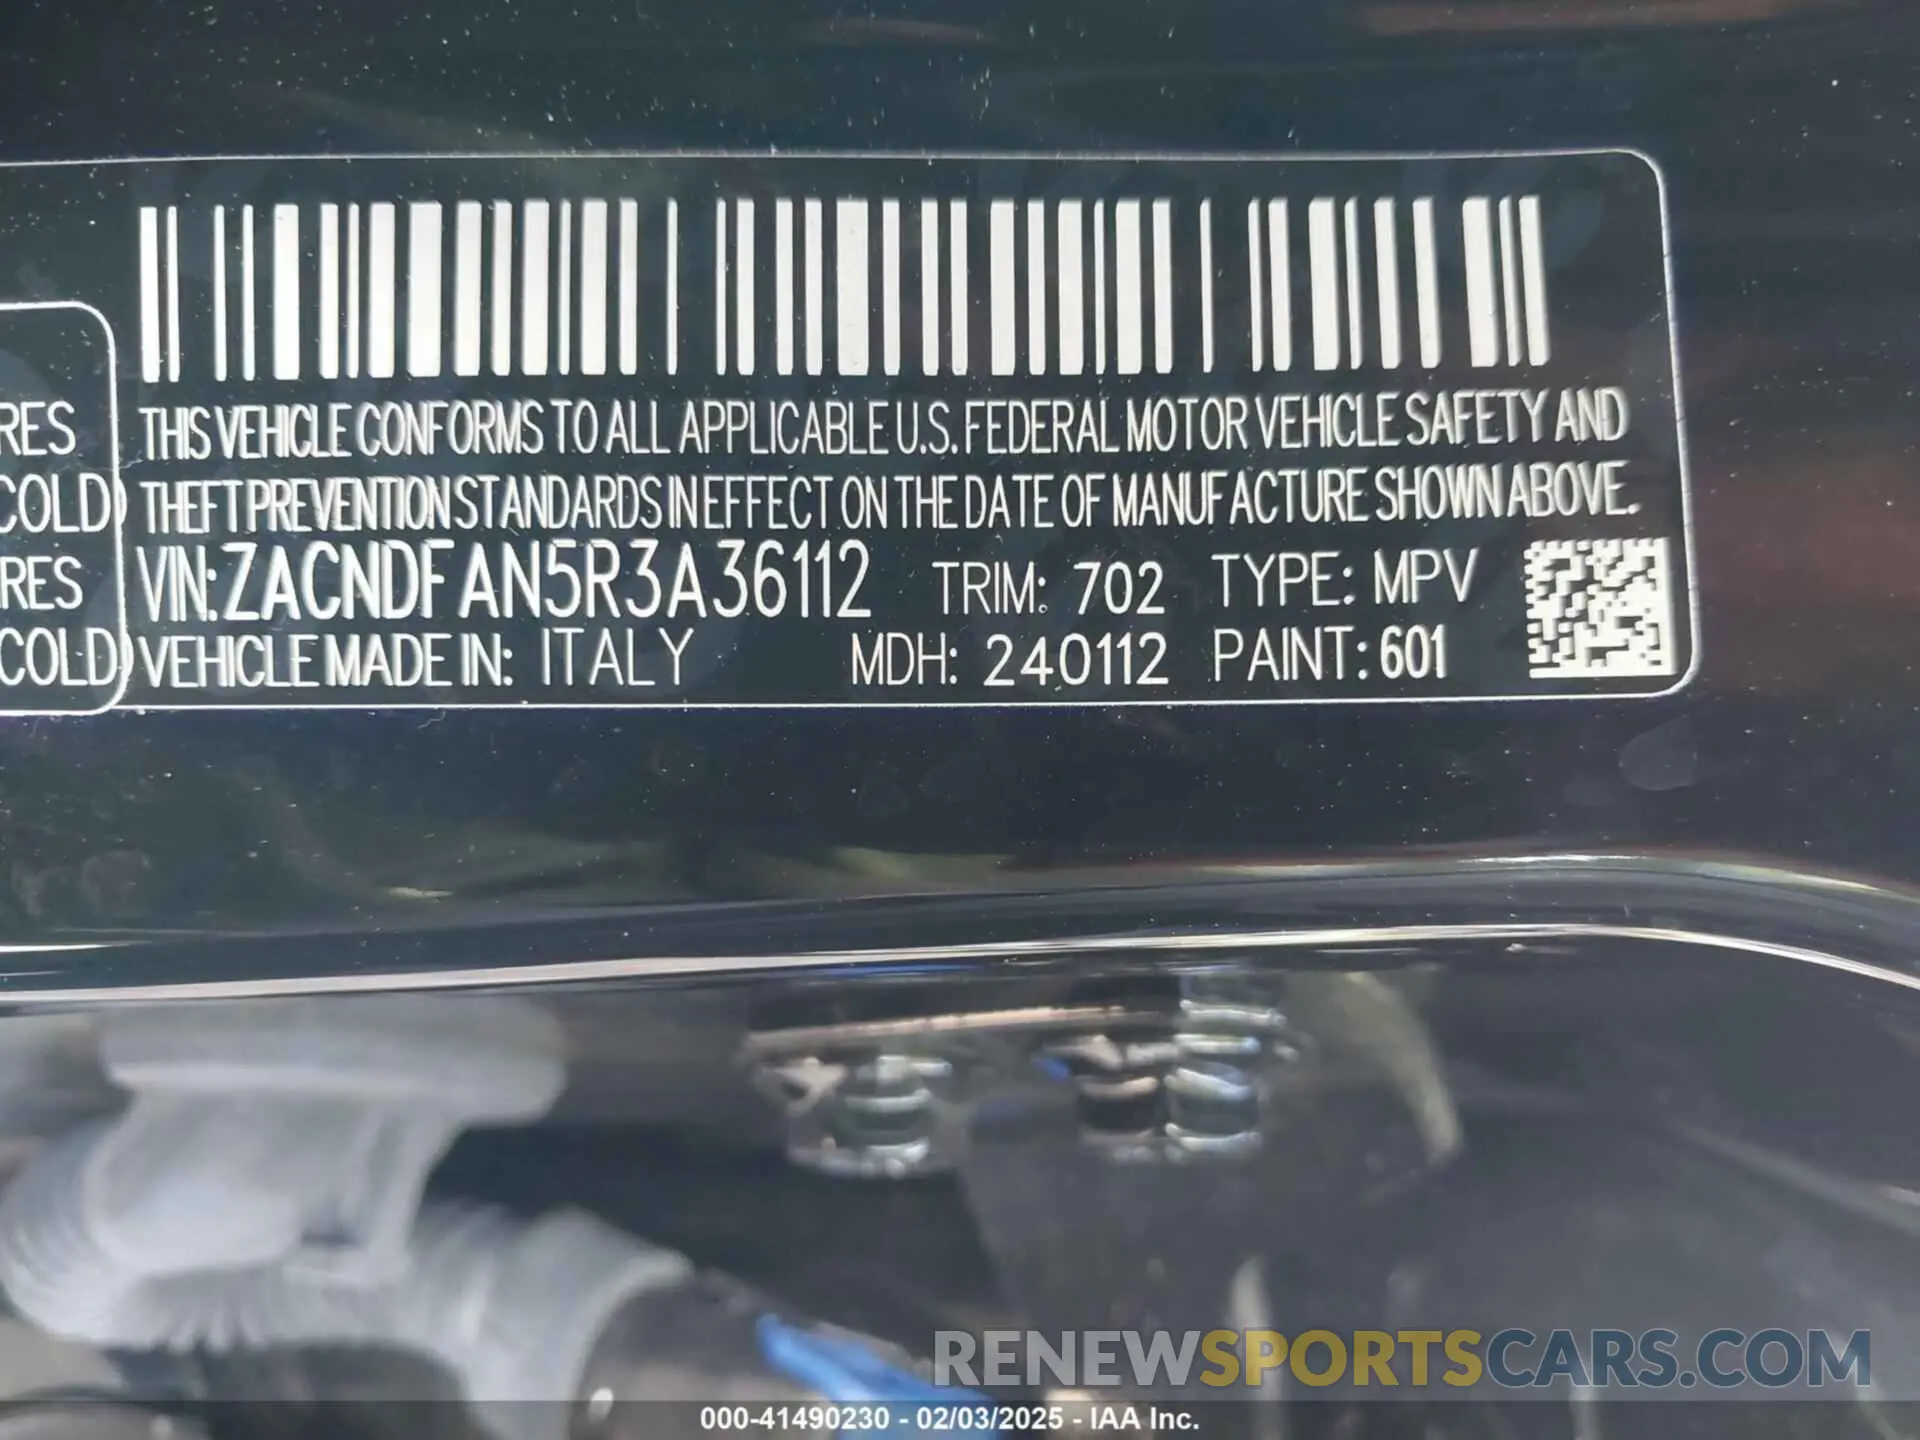 RES
COLD)
RES
COLD)
THIS VEHICLE CONFORMS TO ALL APPLICABLE U.S. FEDERAL MOTOR VEHICLE SAFETY AND
THEFT PREVENTION STANDARDS IN EFFECT ON THE DATE OF MANUFACTURE SHOWN ABOVE.
VIN: ZACNDFAN5R3A36112 TRIM: 702 TYPE: MPV
VEHICLE MADE IN: ITALY MDH: 240112 PAINT: 601
RENEWSPORTSCARS.COM
000-41490230 - 02/03/2025 - IAA Inc.